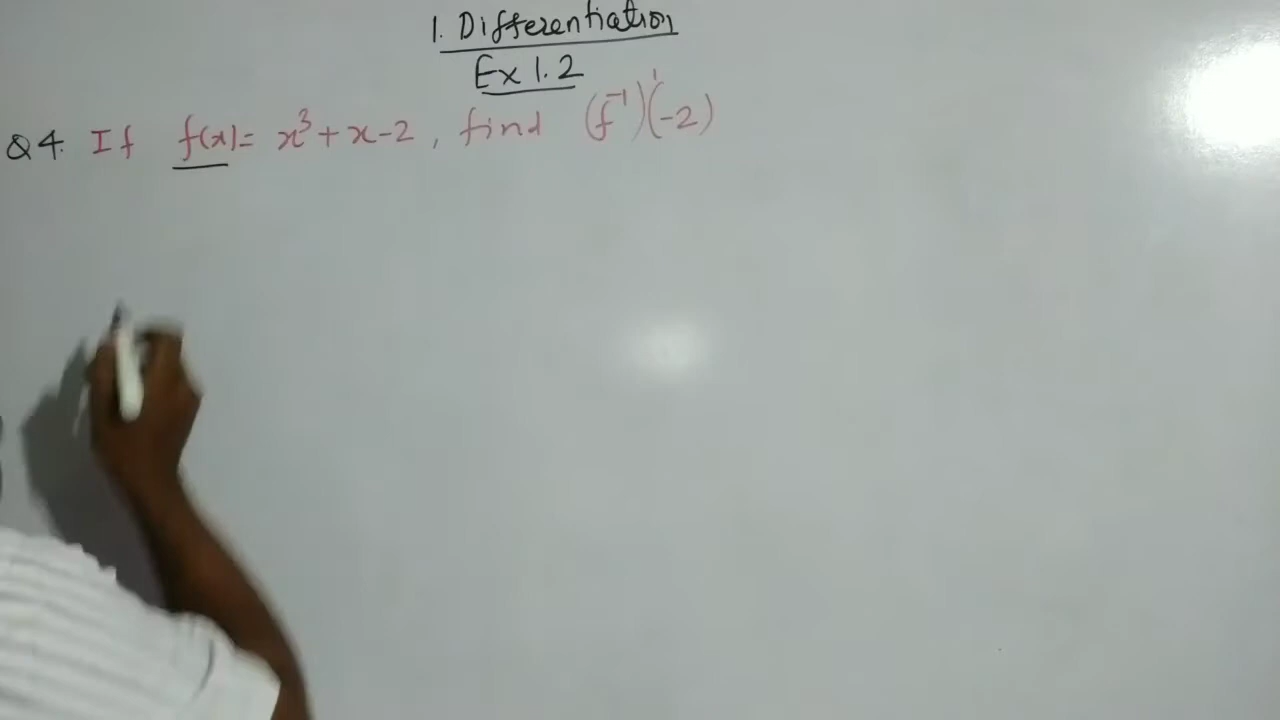 1. Differentiation
Ex 1.2
Q4. If f(x)= x³+x-2, find (f⁻¹)'(-2)